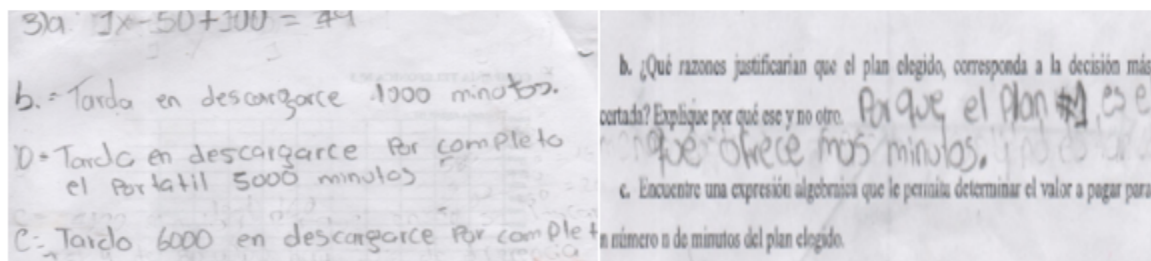 3)a. 1x-50+100 = 49
b.= Tarda en descargarce 1000 minutos.
D= Tarda en descargarce Por completo
el Portatil 5000 minutos
C= Tardo 6000 en descargarce Por complet
b. ¿Qué razones justificarían que el plan elegido, corresponda a la decisión más
certada? Explique por qué ese y no otro. Porque el Plan #1, es e
que ofrece mas minutos.
c. Encuentre una expresión algebraica que le permita determinar el valor a pagar para
n número n de minutos del plan elegido.